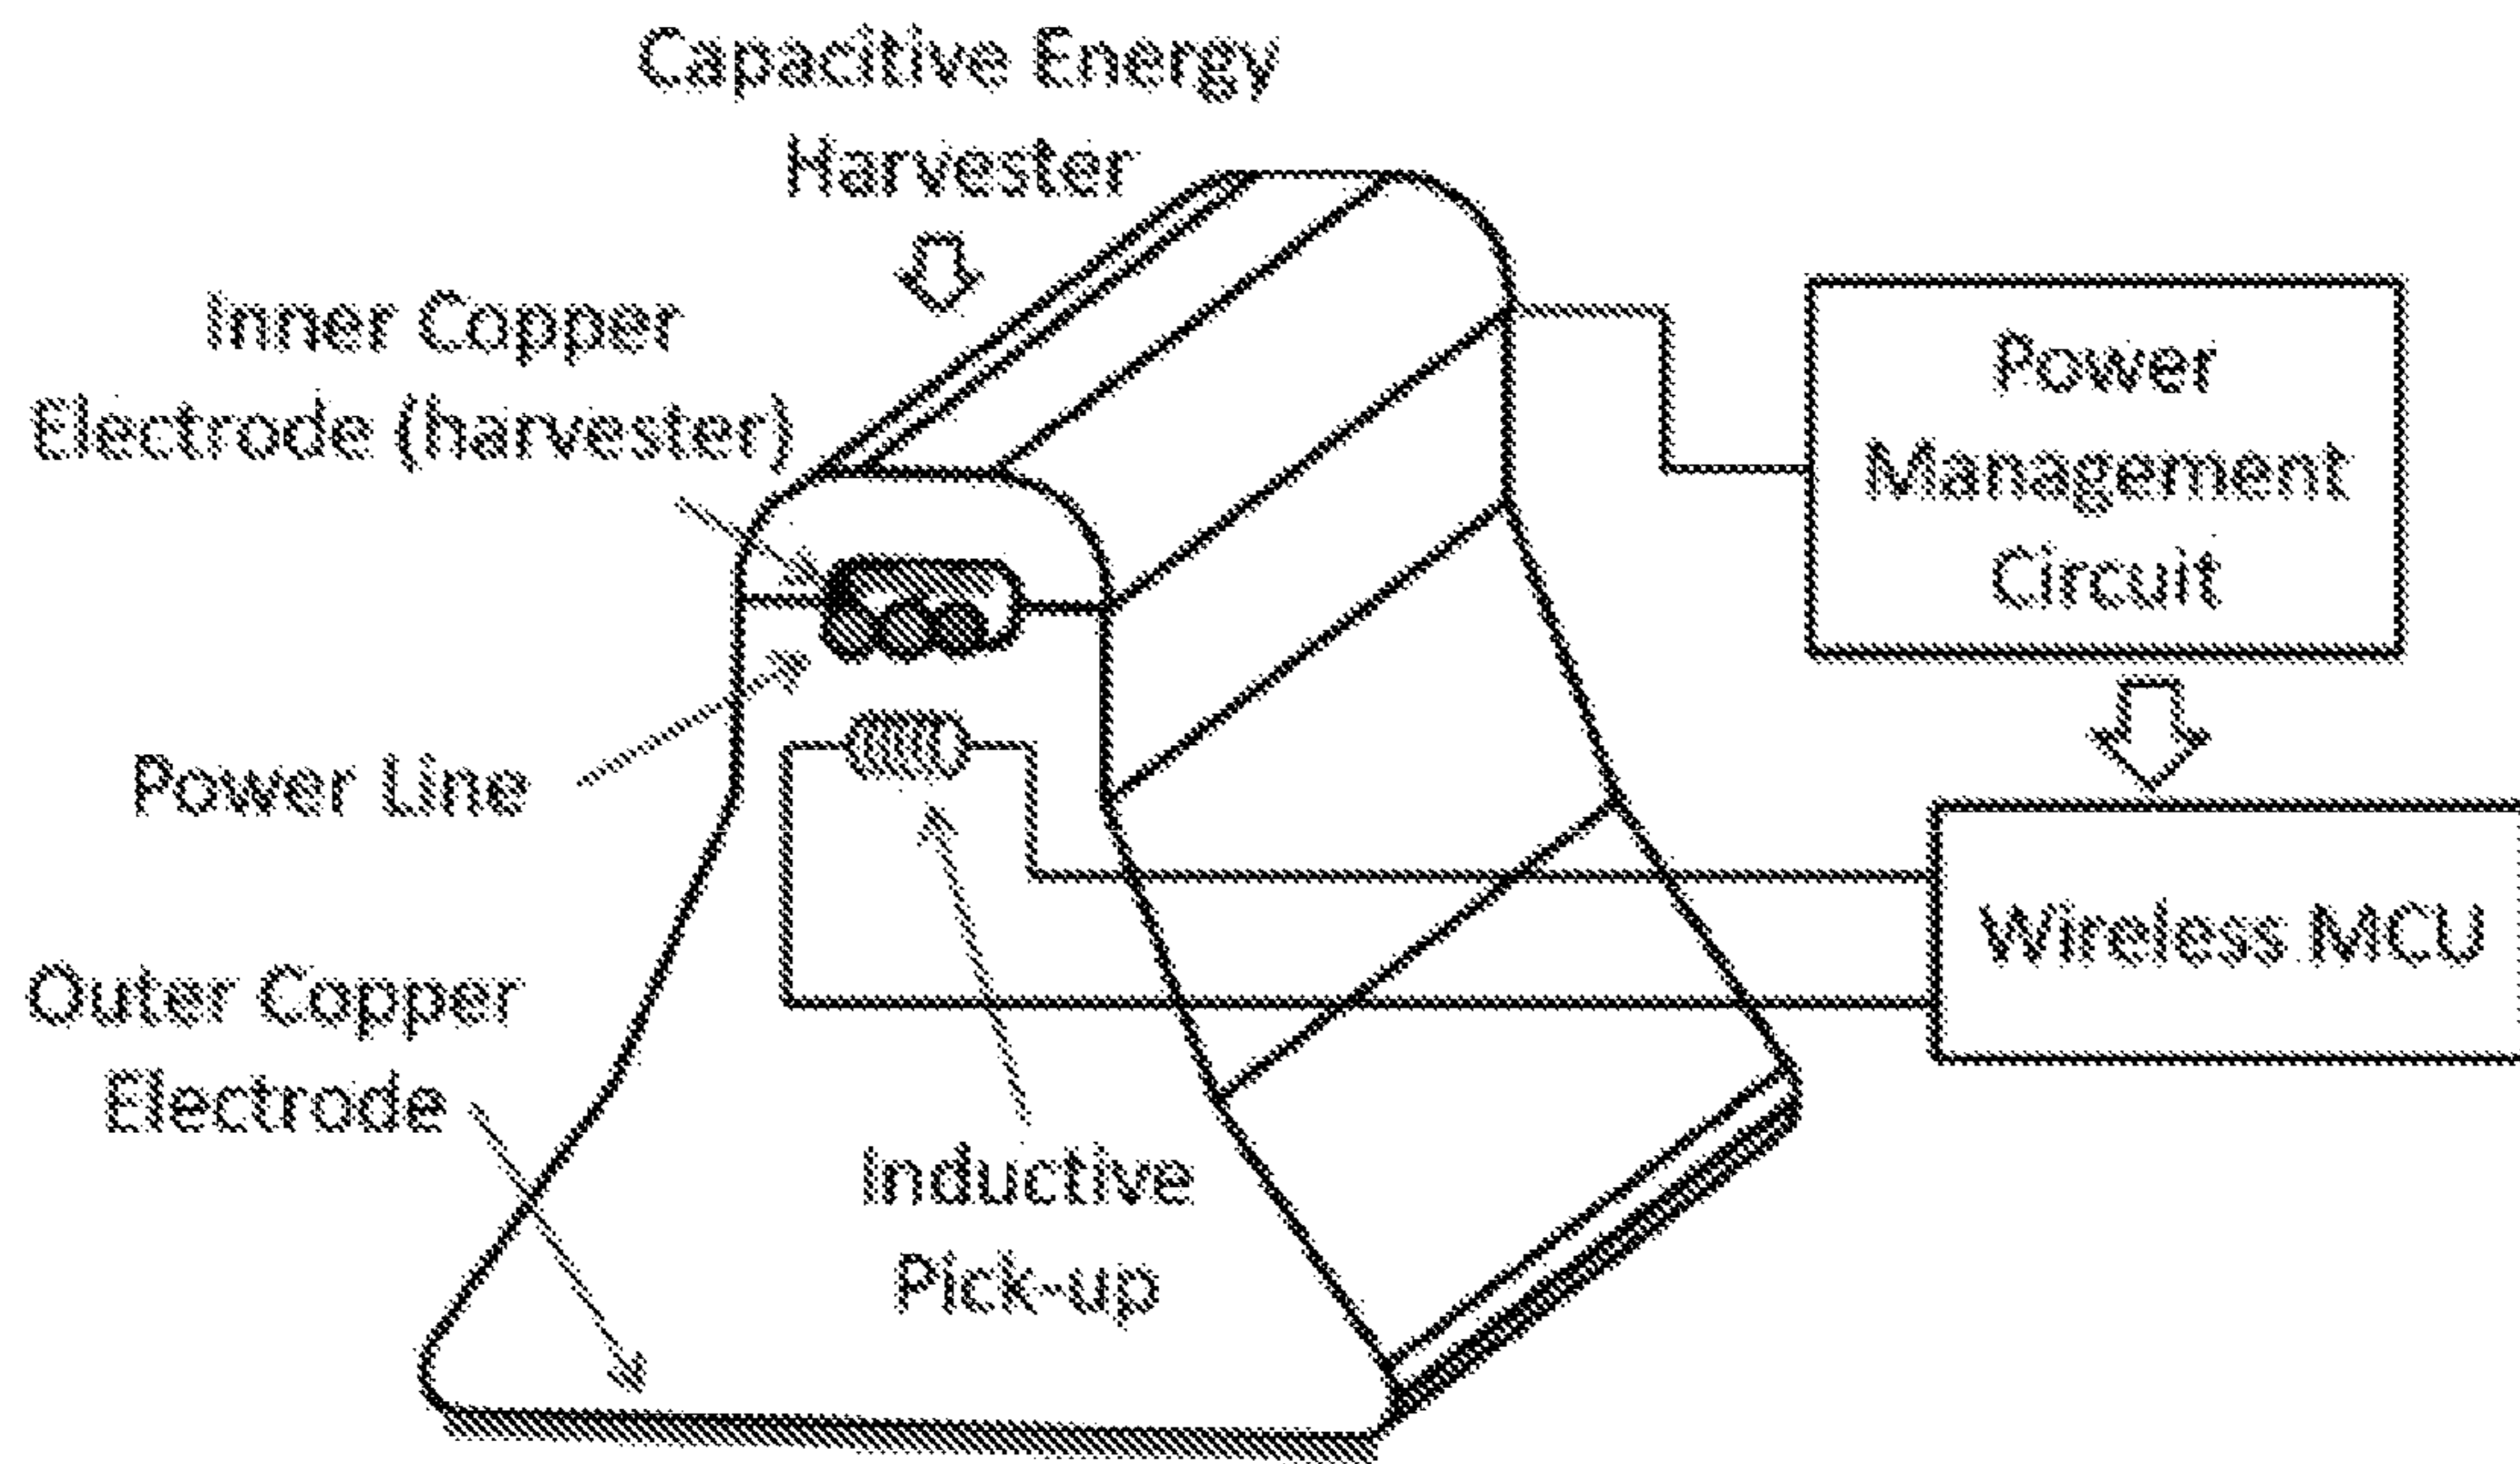 Capacitive Energy
Harvester
Inner Copper
Electrode (harvester)
Power
Management
Circuit
Power Line
Wireless MCU
Outer Copper
Electrode
Inductive
Pick-up